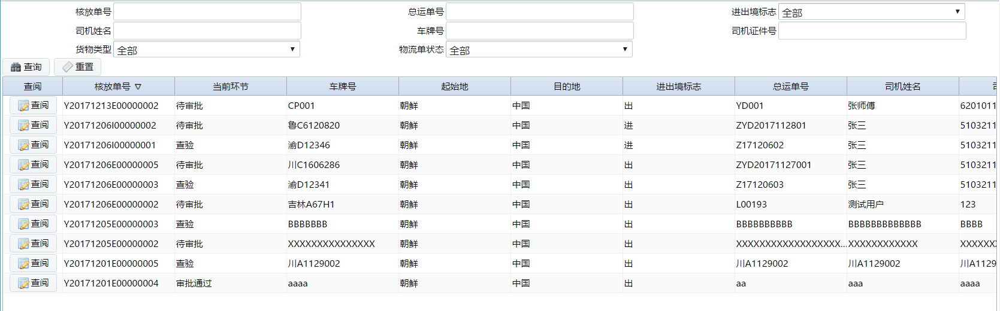 核放单号 总运单号 进出境标志 全部
司机姓名 车牌号 司机证件号
货物类型 全部 物流单状态 全部
查询 重置
查阅 核放单号 当前环节 车牌号 起始地 目的地 进出境标志 总运单号 司机姓名
查阅 Y20171213E00000002 待审批 CP001 朝鲜 中国 出 YD001 张师傅 6201011
查阅 Y20171206I00000002 待审批 鲁C6120820 朝鲜 中国 进 ZYD2017112801 张三 5103211
查阅 Y20171206I00000001 查验 渝D12346 朝鲜 中国 进 Z17120602 张三 5103211
查阅 Y20171206E00000005 待审批 川C1606286 朝鲜 中国 出 ZYD20171127001 张三 5103211
查阅 Y20171206E00000003 查验 渝D12341 朝鲜 中国 出 Z17120603 张三 5103211
查阅 Y20171206E00000002 待审批 吉林A67H1 朝鲜 中国 出 L00193 测试用户 123
查阅 Y20171205E00000003 查验 BBBBBBB 朝鲜 中国 出 BBBBBBBBBB BBBBBBBBBBBBB BBBB
查阅 Y20171205E00000002 待审批 XXXXXXXXXXXXXXX 朝鲜 中国 出 XXXXXXXXXXXXXXXXXX... XXXXXXXXXXXX XXXXXXX
查阅 Y20171201E00000005 查验 川A1129002 朝鲜 中国 出 川A1129002 川A1129002 川A1129
查阅 Y20171201E00000004 审批通过 aaaa 朝鲜 中国 出 aa aaa aaaa